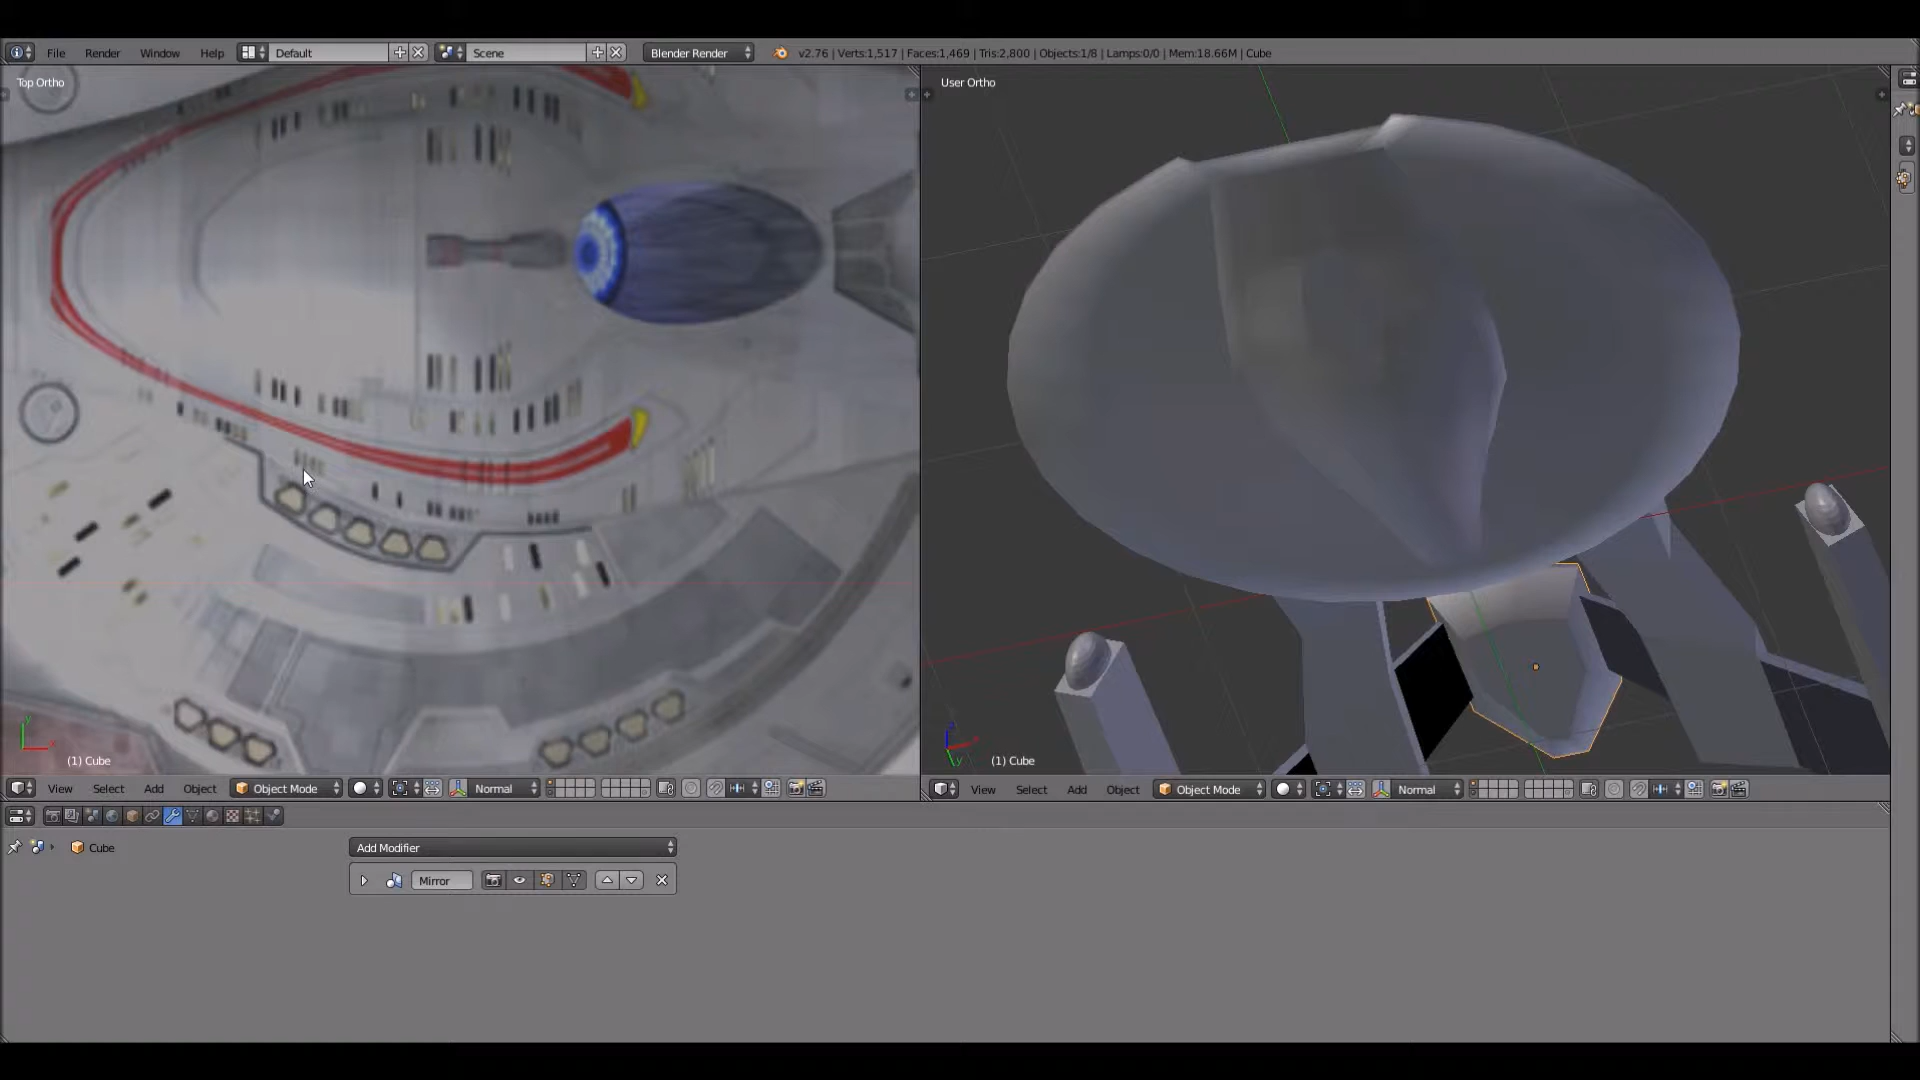 File Render Window Help Default Scene Blender Render v2.76 | Verts:1,517 | Faces:1,469 | Tris:2,800 | Objects:1/8 | Lamps:0/0 | Mem:18.66M | Cube
Top Ortho
User Ortho
(1) Cube
(1) Cube
View Select Add Object Object Mode Normal
View Select Add Object Object Mode Normal
Cube
Add Modifier
Mirror